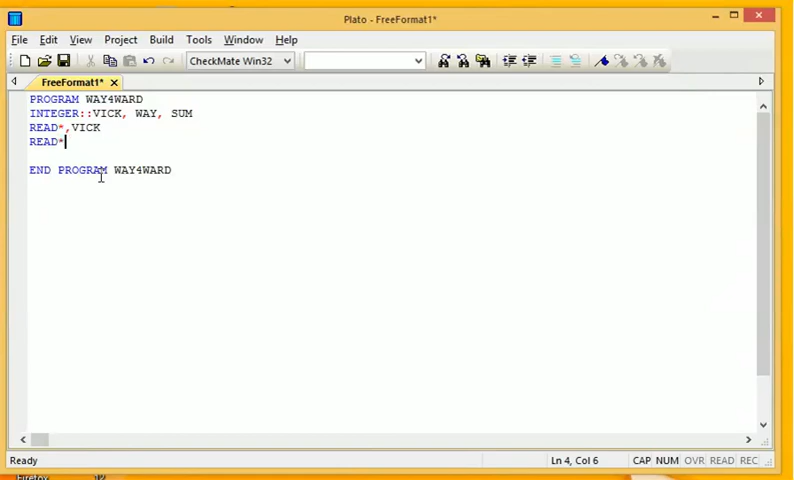 Plato - FreeFormat1*
File Edit View Project Build Tools Window Help
CheckMate Win32
FreeFormat1*
PROGRAM WAY4WARD
INTEGER::VICK, WAY, SUM
READ*,VICK
READ*
END PROGRAM WAY4WARD
Ready Ln 4, Col 6 CAP NUM OVR READ REC
Firefox